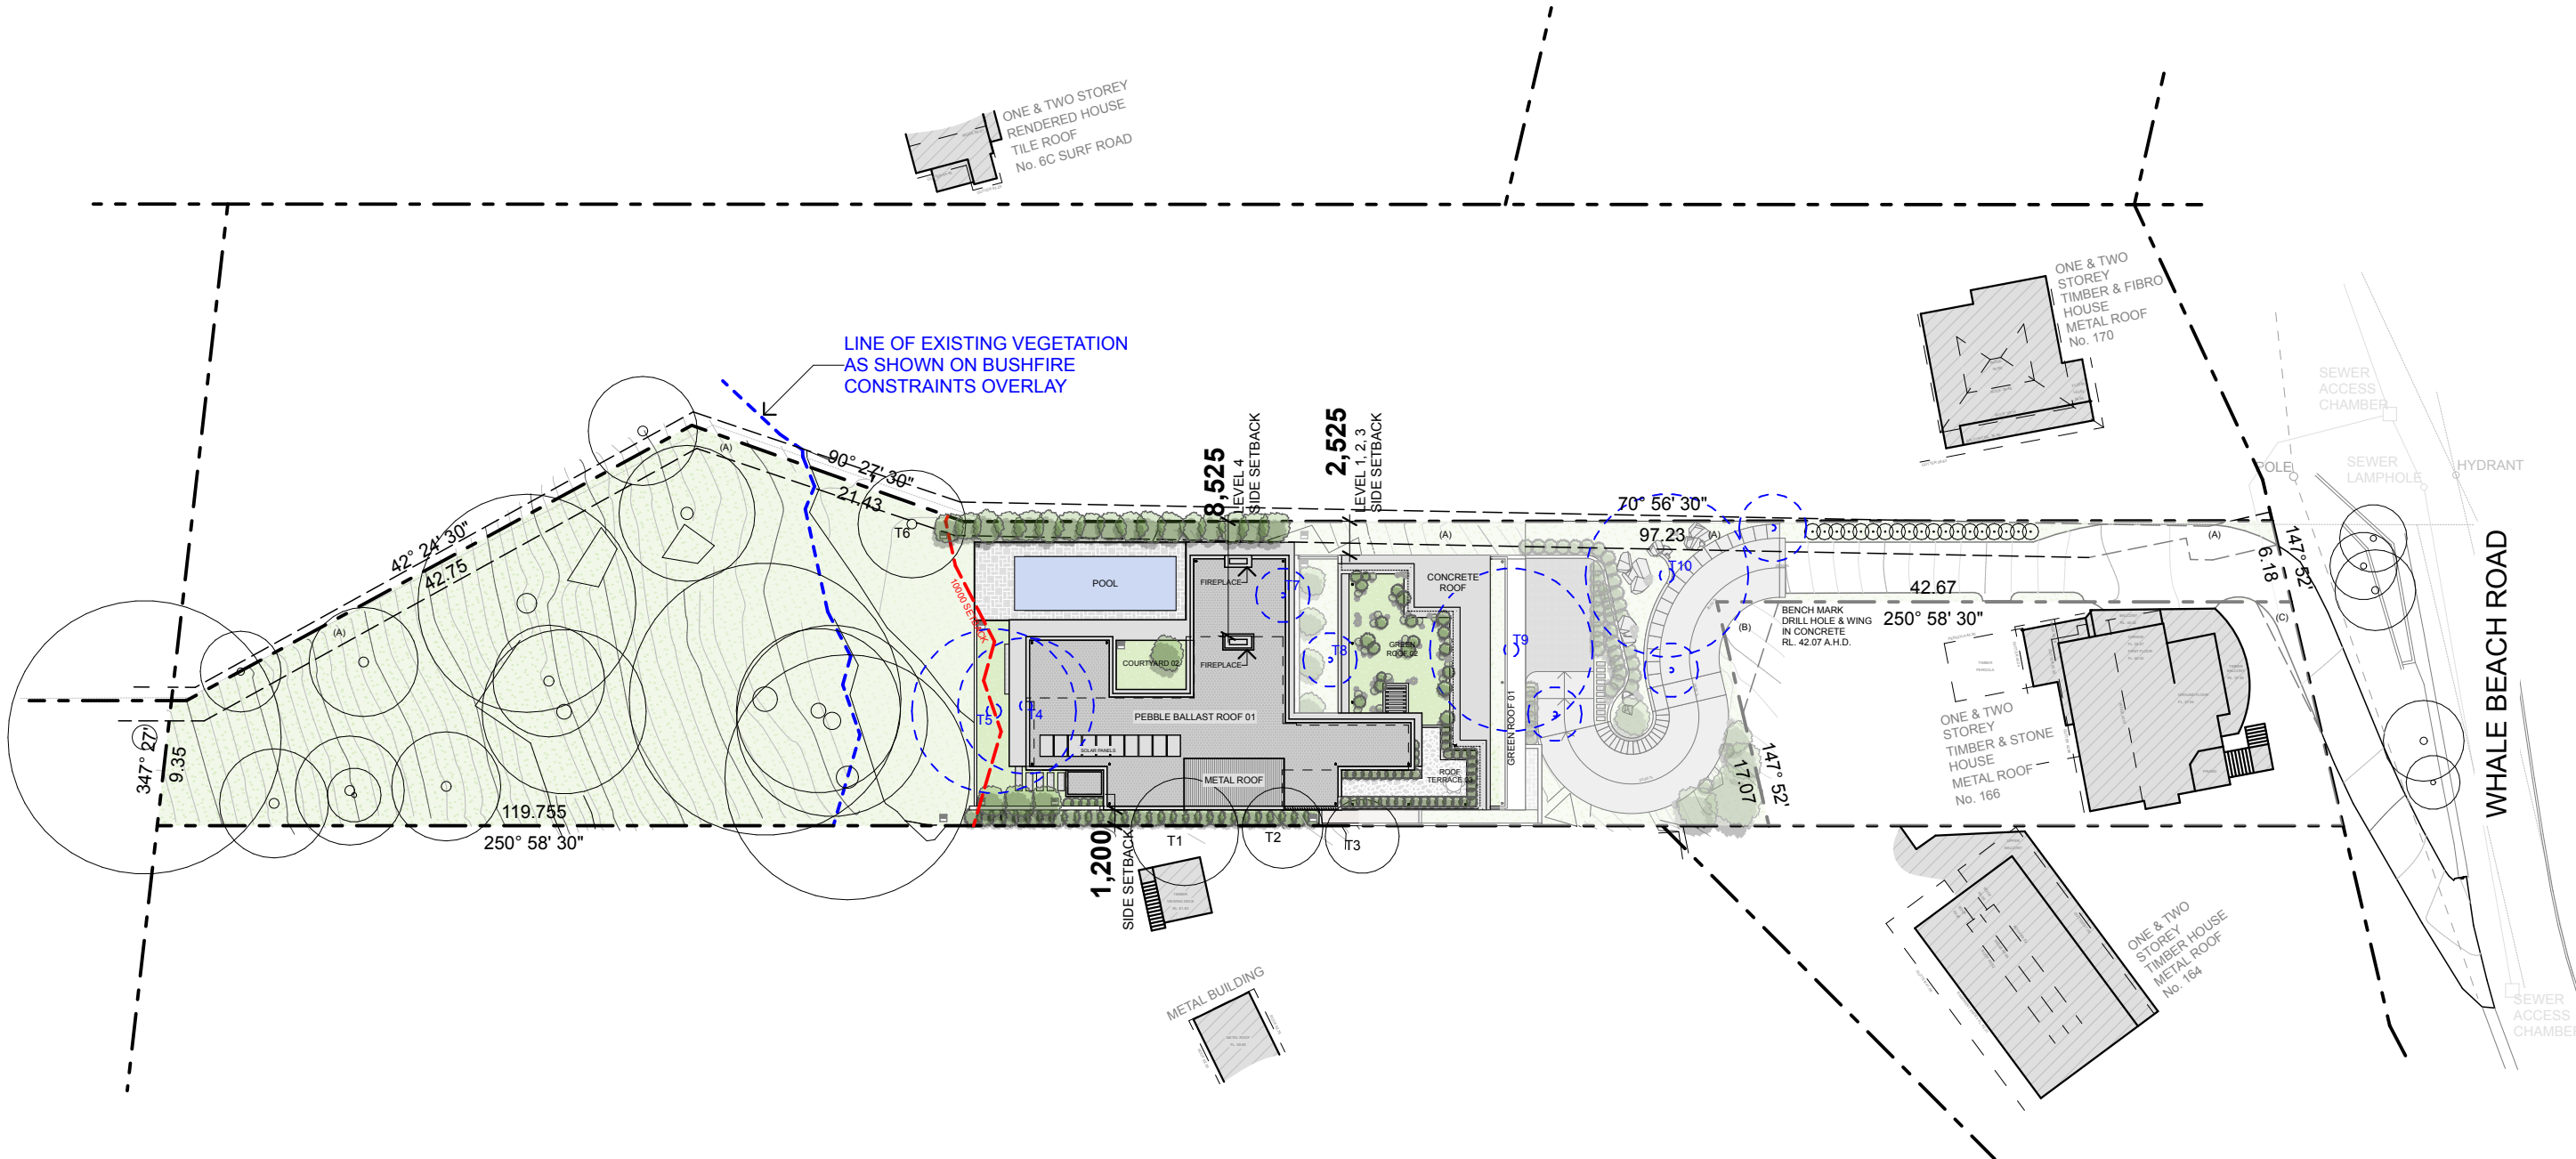 ONE & TWO STOREY
RENDERED HOUSE
TILE ROOF
No. 6C SURF ROAD
ONE & TWO
STOREY
TIMBER & FIBRO
HOUSE
METAL ROOF
No. 170
LINE OF EXISTING VEGETATION
AS SHOWN ON BUSHFIRE
CONSTRAINTS OVERLAY
SEWER
ACCESS
CHAMBER
POLE
SEWER
LAMPHOLE
HYDRANT
8,525
LEVEL 4
SIDE SETBACK
2,525
LEVEL 1, 2, 3
SIDE SETBACK
(A)
90° 27' 30"
21.43
42° 24' 30"
42.75
(A)
T6
10000 SETBACK
70° 56' 30"
97.23
(A)
(A)
(A)
147° 52'
6.18
POOL
FIREPLACE
FIREPLACE
T7
CONCRETE
ROOF
T10
42.67
250° 58' 30"
BENCH MARK
DRILL HOLE & WING
IN CONCRETE
RL. 42.07 A.H.D.
(B)
(C)
COURTYARD 02
T8
GREEN
ROOF 02
T9
T5
T4
PEBBLE BALLAST ROOF 01
SOLAR PANELS
METAL ROOF
ROOF
TERRACE 03
GREEN ROOF 01
147° 52'
17.07
TIMBER
PERGOLA
ONE & TWO
STOREY
TIMBER & STONE
HOUSE
METAL ROOF
No. 166
WHALE BEACH ROAD
347° 27'
9.35
119.755
250° 58' 30"
1,200
SIDE SETBACK
T1
T2
T3
METAL BUILDING
ONE & TWO
STOREY
TIMBER HOUSE
METAL ROOF
No. 164
SEWER
ACCESS
CHAMBER